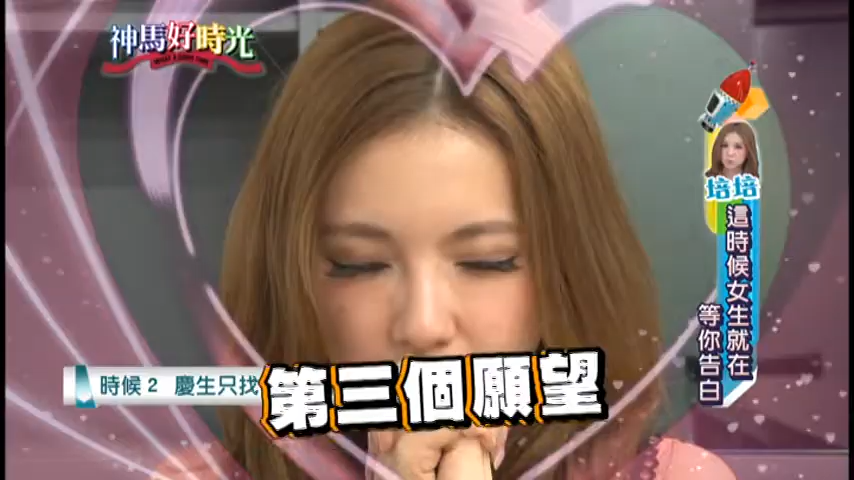 神馬好時光
培培
這時候女生就在
等你告白
時候2 慶生只找
第三個願望